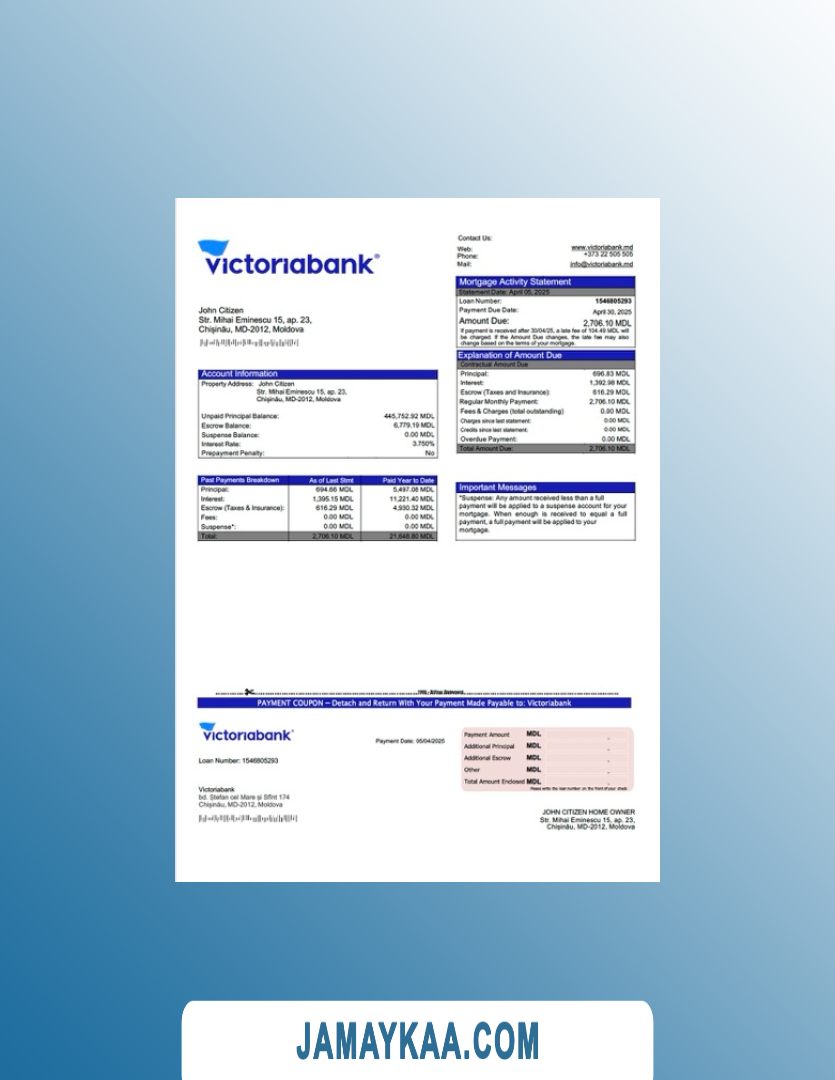 victoriabank®
Contact Us:
Web: www.victoriabank.md
Phone: +373 22 505 505
Mail: info@victoriabank.md
Mortgage Activity Statement
Statement Date: April 05, 2025
Loan Number: 1546805293
Payment Due Date: April 30, 2025
Amount Due: 2,706.10 MDL
If payment is received after 30/04/25, a late fee of 104.49 MDL will
be charged. If the Amount Due changes, the late fee may also
change based on the terms of your mortgage.
John Citizen
Str. Mihai Eminescu 15, ap. 23,
Chișinău, MD-2012, Moldova
Explanation of Amount Due
Contractual Amount Due
Principal: 696.83 MDL
Interest: 1,392.98 MDL
Escrow (Taxes and Insurance): 616.29 MDL
Regular Monthly Payment: 2,706.10 MDL
Fees & Charges (total outstanding) 0.00 MDL
Charges since last statement: 0.00 MDL
Credits since last statement: 0.00 MDL
Overdue Payment: 0.00 MDL
Total Amount Due: 2,706.10 MDL
Account Information
Property Address: John Citizen
Str. Mihai Eminescu 15, ap. 23,
Chișinău, MD-2012, Moldova
Unpaid Principal Balance: 445,752.92 MDL
Escrow Balance: 6,779.19 MDL
Suspense Balance: 0.00 MDL
Interest Rate: 3.750%
Prepayment Penalty: No
Past Payments Breakdown As of Last Stmt Paid Year to Date
Principal: 694.66 MDL 5,497.08 MDL
Interest: 1,395.15 MDL 11,221.40 MDL
Escrow (Taxes & Insurance): 616.29 MDL 4,930.32 MDL
Fees: 0.00 MDL 0.00 MDL
Suspense*: 0.00 MDL 0.00 MDL
Total: 2,706.10 MDL 21,648.80 MDL
Important Messages
*Suspense: Any amount received less than a full
payment will be applied to a suspense account for your
mortgage. When enough is received to equal a full
payment, a full payment will be applied to your
mortgage.
PAYMENT COUPON – Detach and Return With Your Payment Made Payable to: Victoriabank
victoriabank®
Payment Date: 05/04/2025
Loan Number: 1546805293
Payment Amount MDL
Additional Principal MDL
Additional Escrow MDL
Other MDL
Total Amount Enclosed MDL
Please write the loan number on the front of your check
Victoriabank
bd. Ștefan cel Mare și Sfînt 174
Chișinău, MD-2012, Moldova
JOHN CITIZEN HOME OWNER
Str. Mihai Eminescu 15, ap. 23,
Chișinău, MD-2012, Moldova
JAMAYKAA.COM